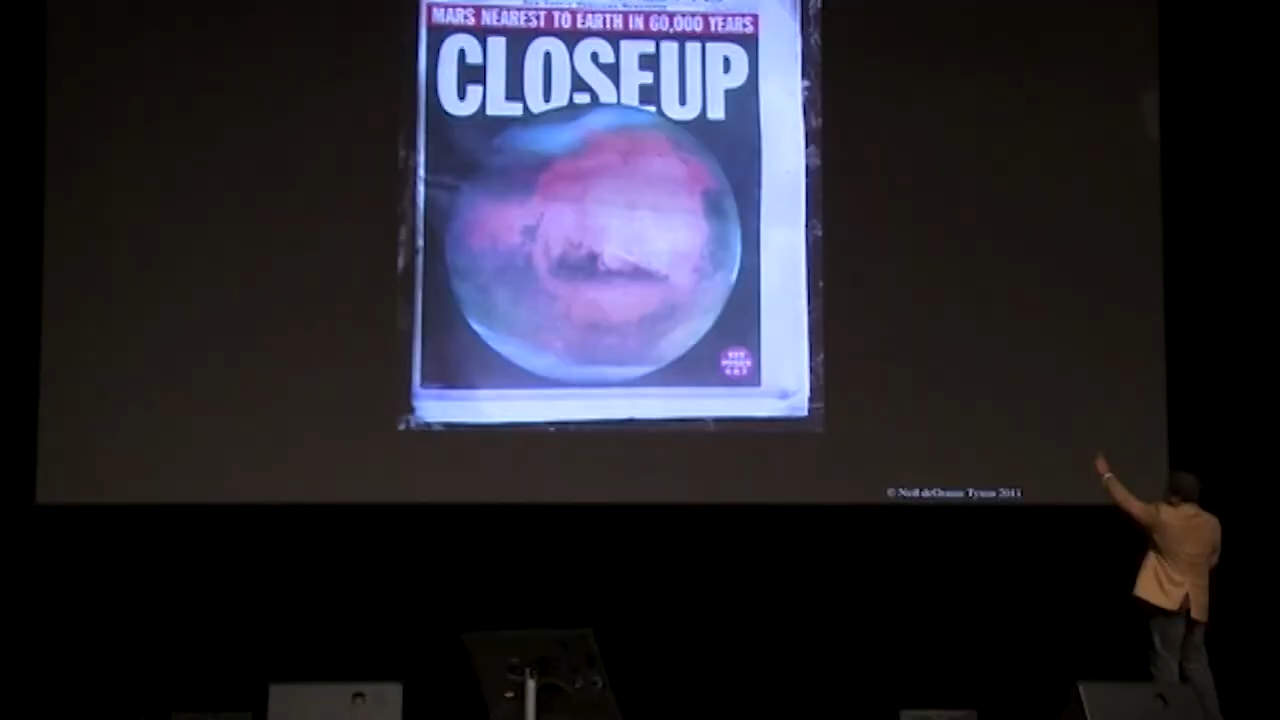 MARS NEAREST TO EARTH IN 60,000 YEARS
CLOSEUP
© Neil deGrasse Tyson 2011